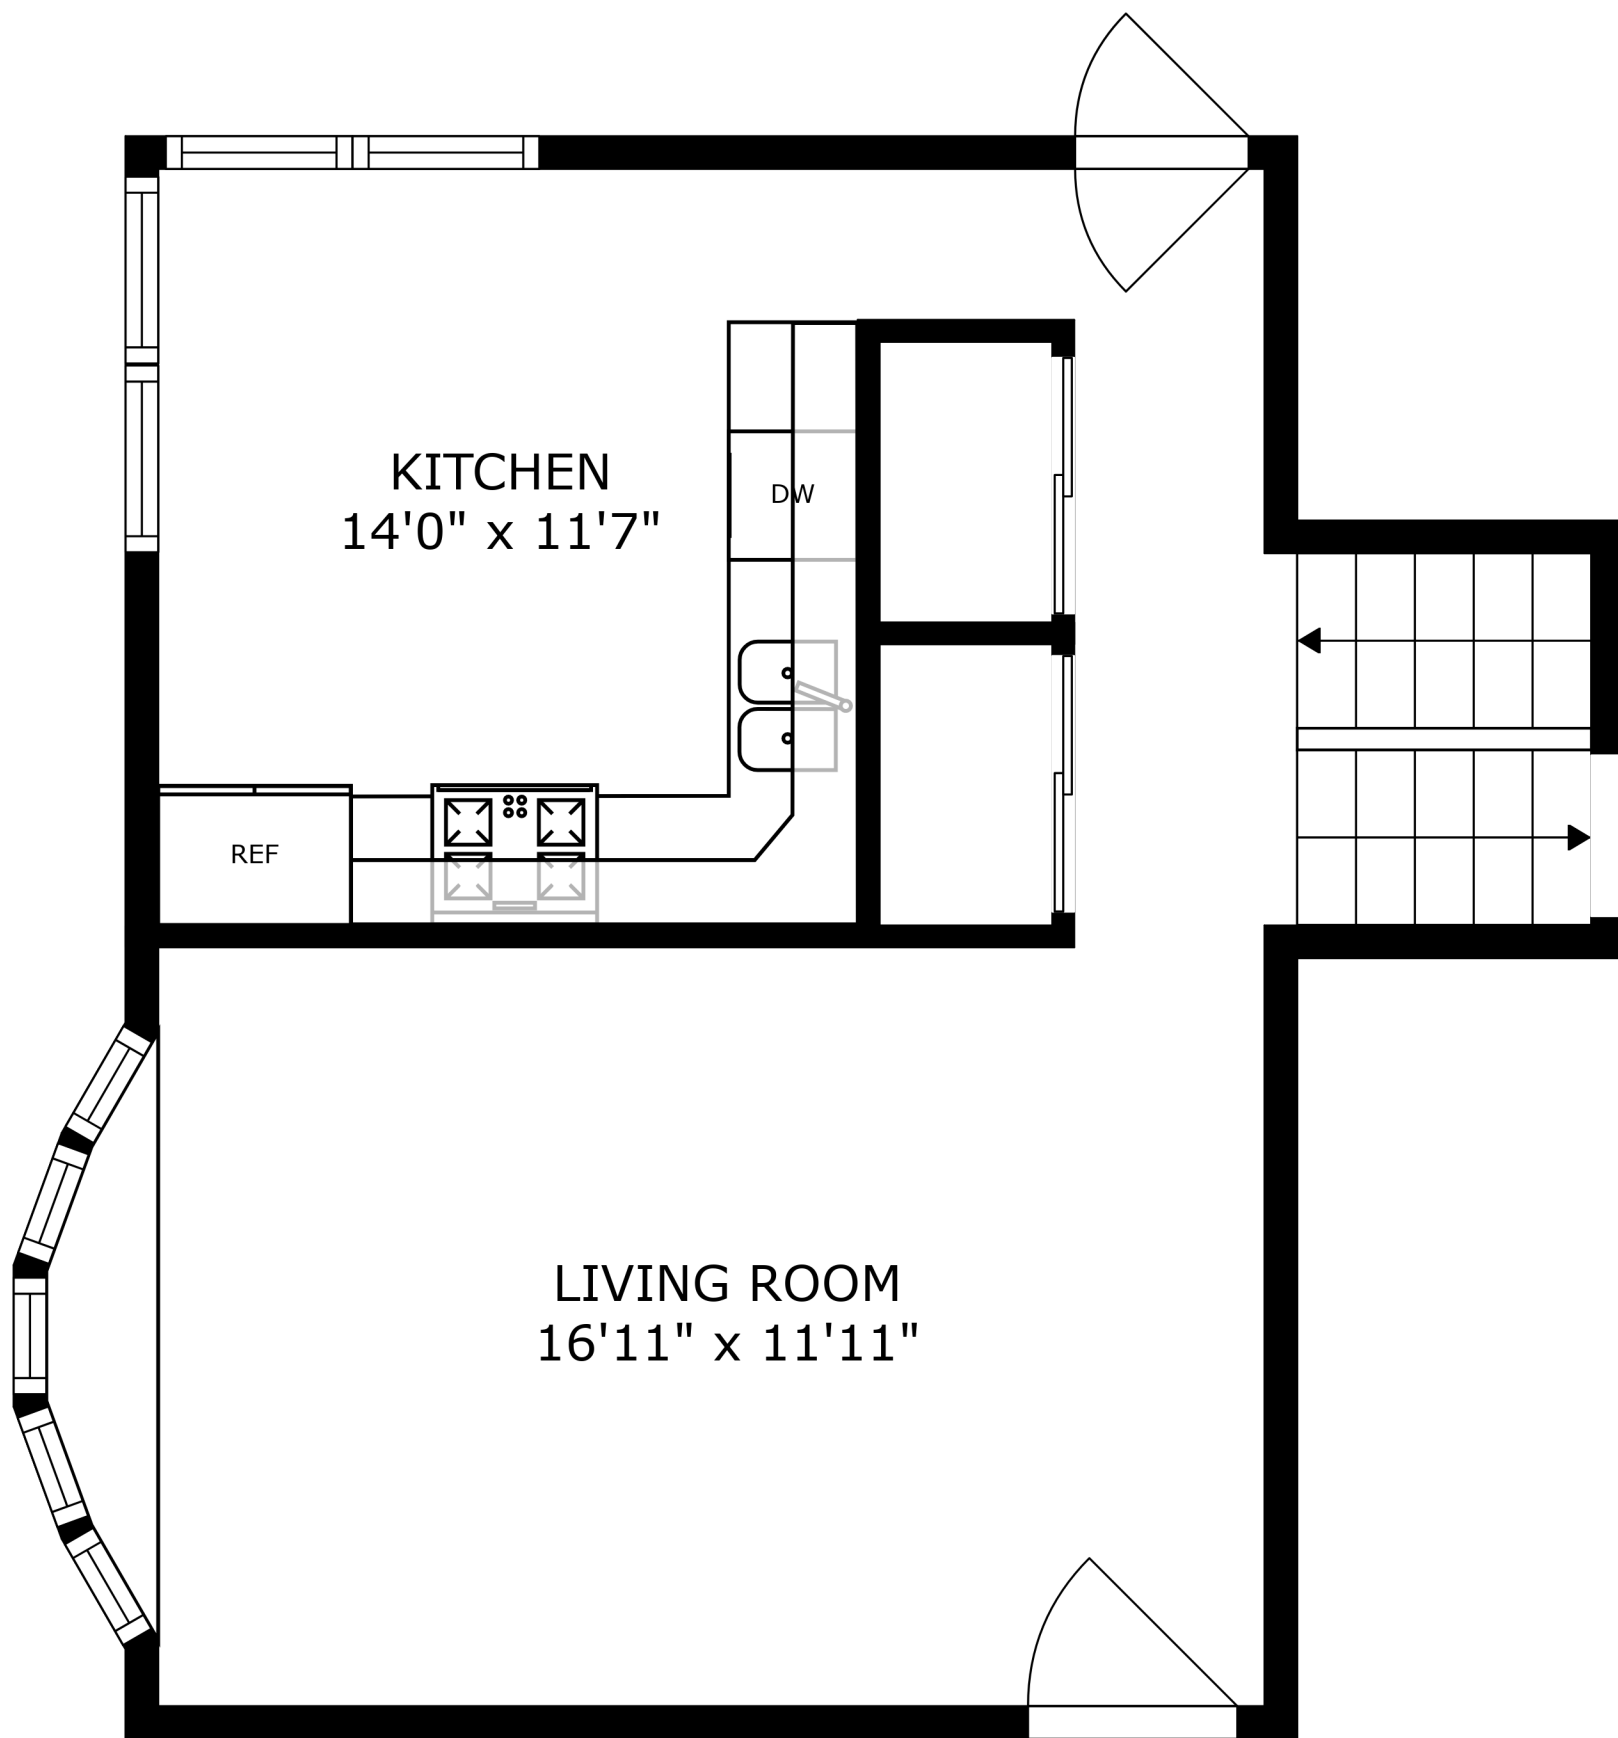 KITCHEN
14'0" x 11'7"
DW
REF
LIVING ROOM
16'11" x 11'11"